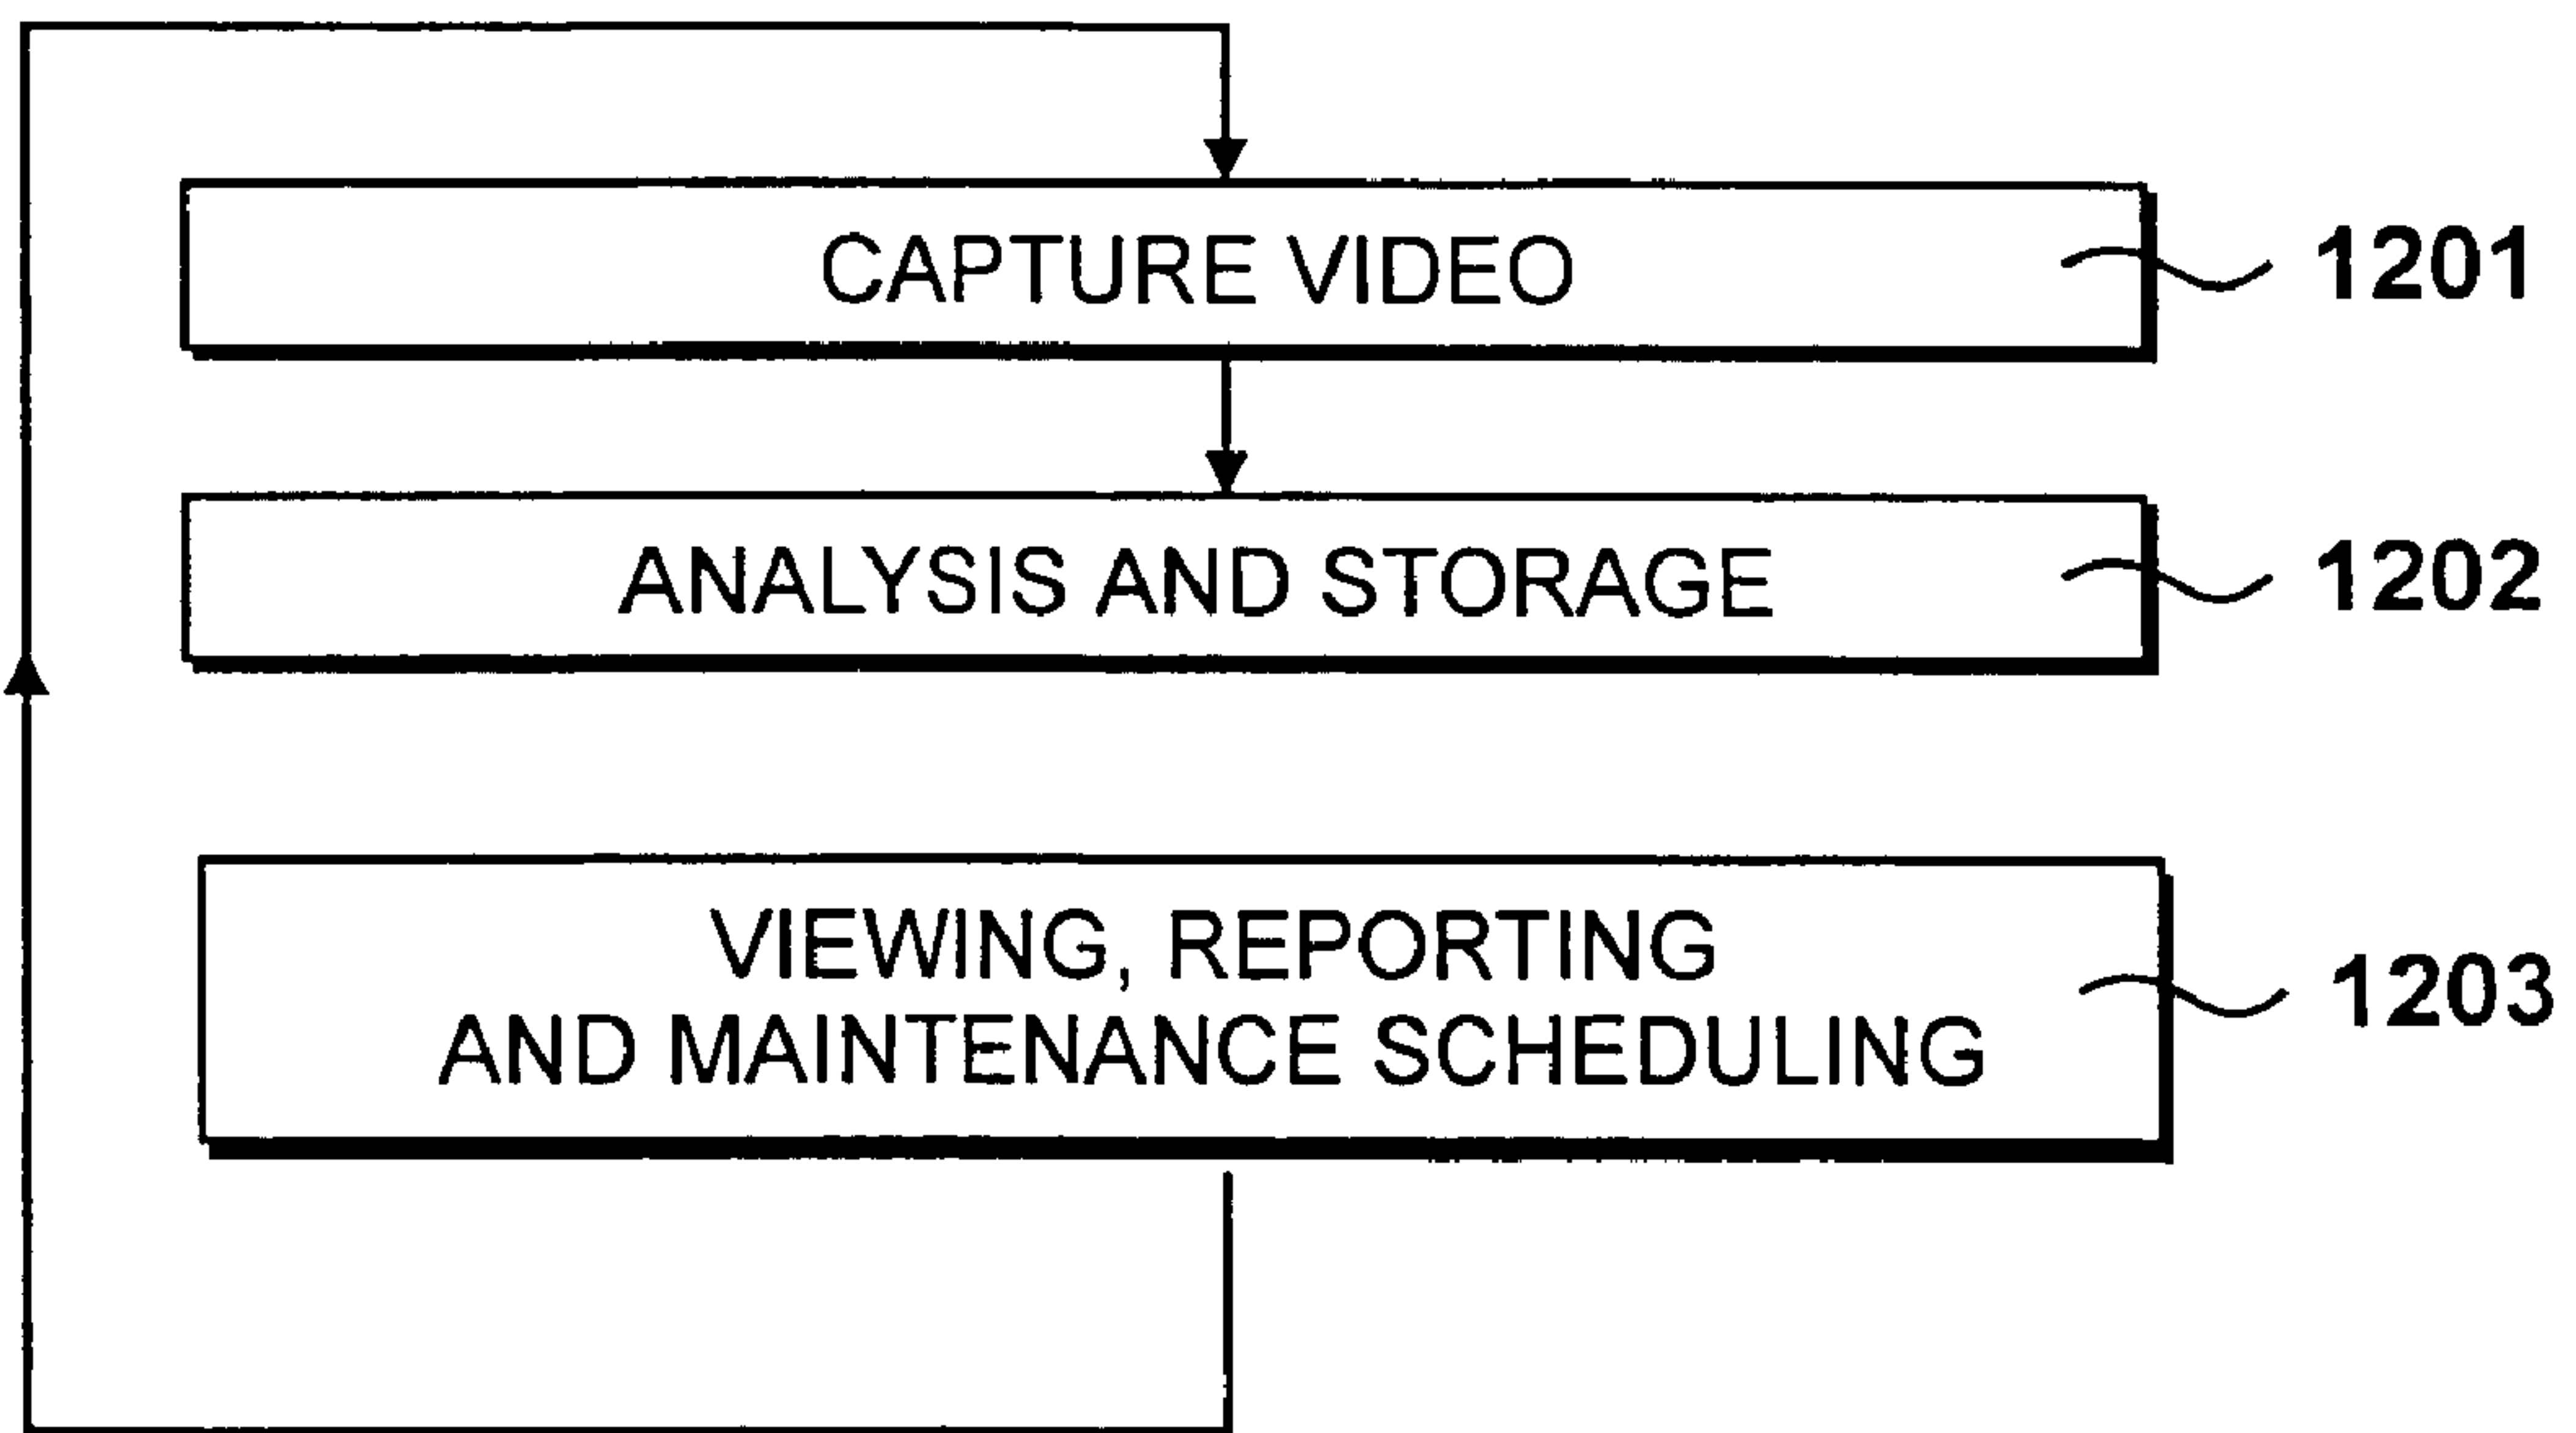 CAPTURE VIDEO
1201
ANALYSIS AND STORAGE
1202
VIEWING, REPORTING
AND MAINTENANCE SCHEDULING
1203